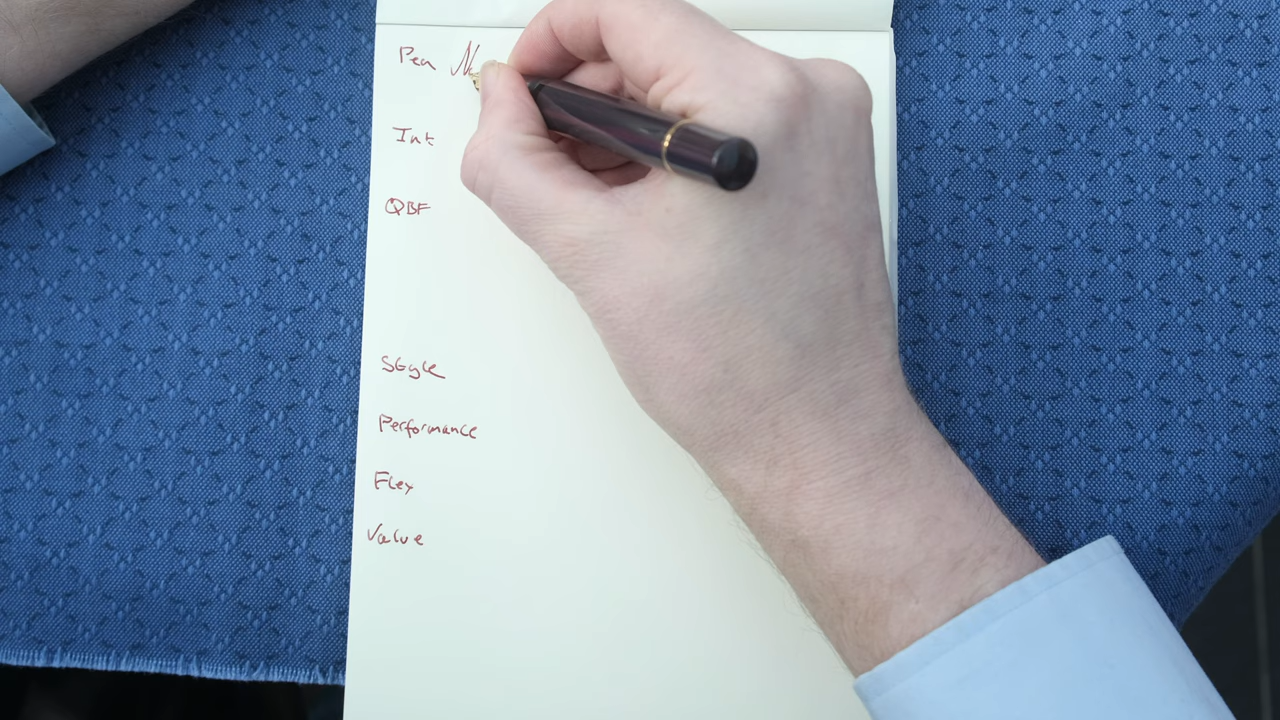 Pen N
Int
QBF
Style
Performance
Flex
Value